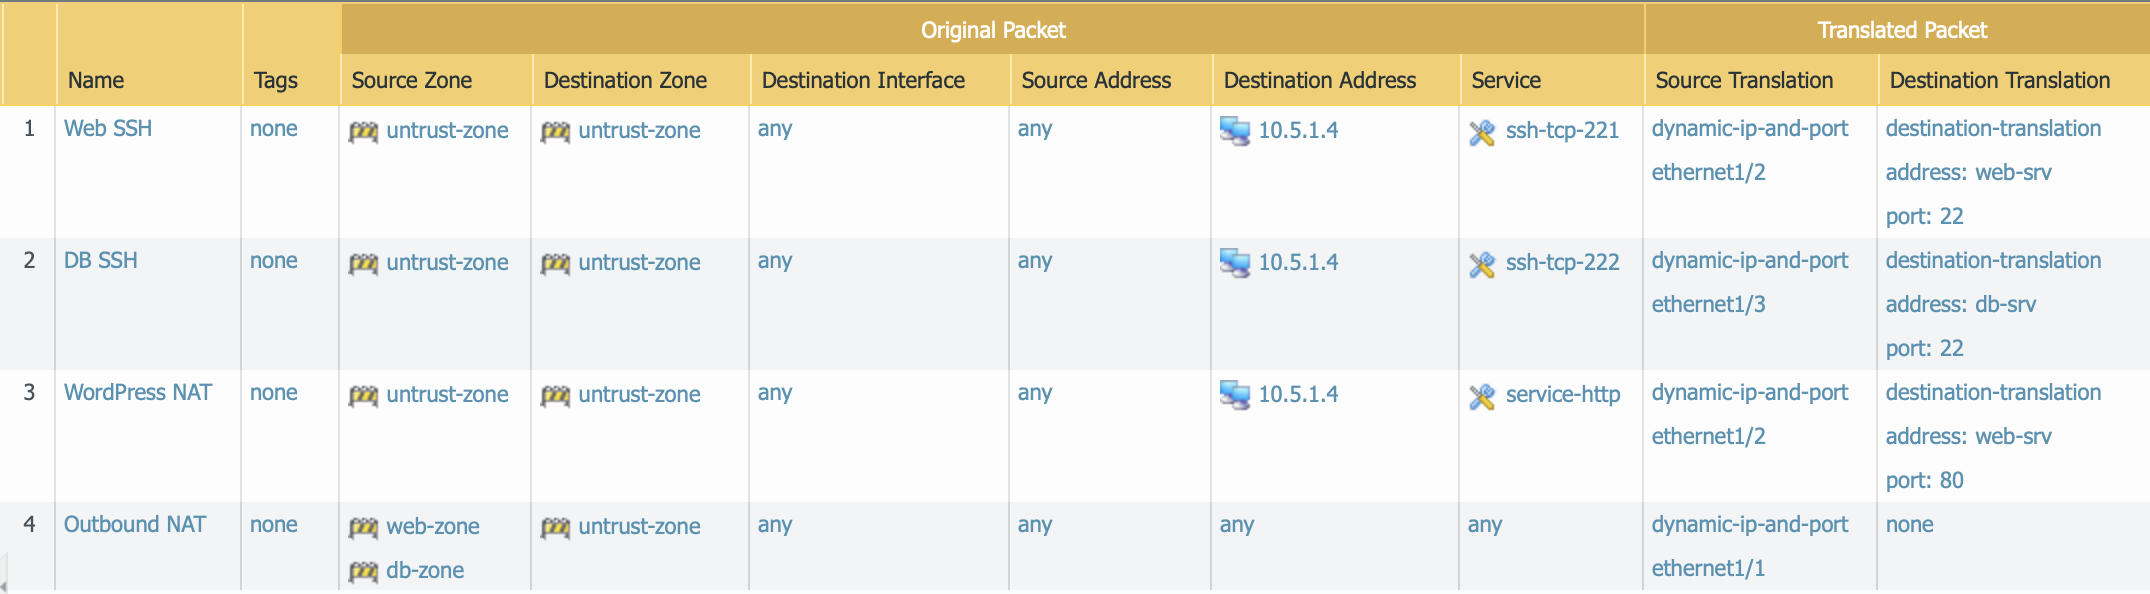 Original Packet Translated Packet
Name Tags Source Zone Destination Zone Destination Interface Source Address Destination Address Service Source Translation Destination Translation
1 Web SSH none untrust-zone untrust-zone any any 10.5.1.4 ssh-tcp-221 dynamic-ip-and-port destination-translation
ethernet1/2 address: web-srv
port: 22
2 DB SSH none untrust-zone untrust-zone any any 10.5.1.4 ssh-tcp-222 dynamic-ip-and-port destination-translation
ethernet1/3 address: db-srv
port: 22
3 WordPress NAT none untrust-zone untrust-zone any any 10.5.1.4 service-http dynamic-ip-and-port destination-translation
ethernet1/2 address: web-srv
port: 80
4 Outbound NAT none web-zone untrust-zone any any any any dynamic-ip-and-port none
db-zone ethernet1/1